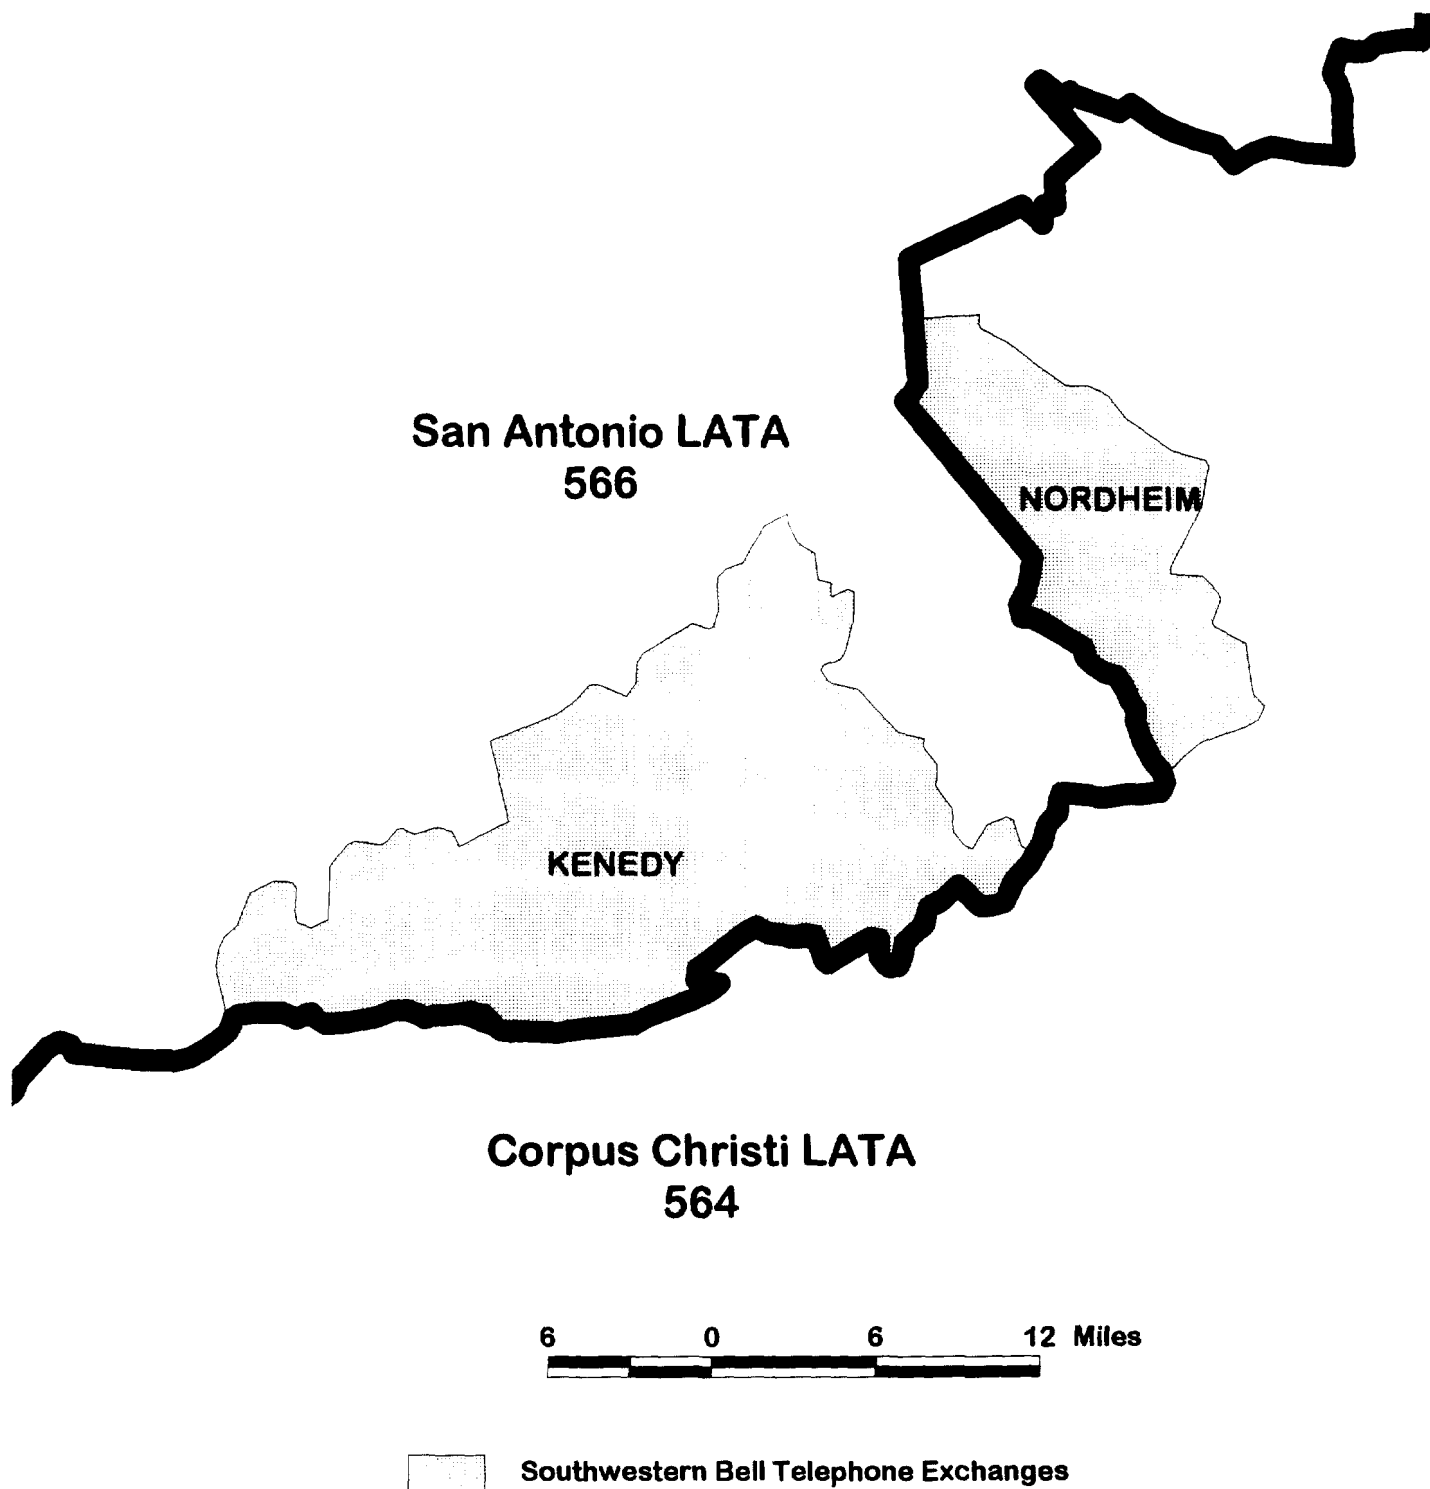 San Antonio LATA
566
NORDHEIM
KENEDY
Corpus Christi LATA
564
6 0 6 12 Miles
Southwestern Bell Telephone Exchanges